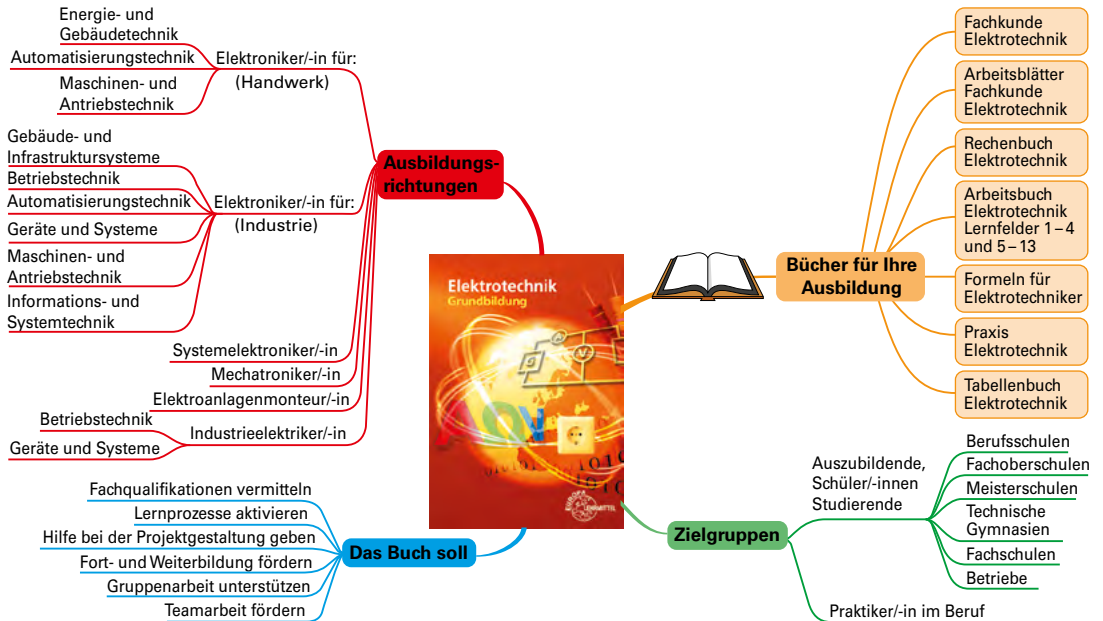 Energie- und
Gebäudetechnik
Automatisierungstechnik
Maschinen- und
Antriebstechnik
Elektroniker/-in für:
(Handwerk)
Gebäude- und
Infrastruktursysteme
Betriebstechnik
Automatisierungstechnik
Geräte und Systeme
Maschinen- und
Antriebstechnik
Informations- und
Systemtechnik
Elektroniker/-in für:
(Industrie)
Systemelektroniker/-in
Mechatroniker/-in
Elektroanlagenmonteur/-in
Betriebstechnik
Geräte und Systeme
Industrieelektriker/-in
Ausbildungs-
richtungen
Fachqualifikationen vermitteln
Lernprozesse aktivieren
Hilfe bei der Projektgestaltung geben
Fort- und Weiterbildung fördern
Gruppenarbeit unterstützen
Teamarbeit fördern
Das Buch soll
Elektrotechnik
Grundbildung
Bücher für Ihre
Ausbildung
Fachkunde
Elektrotechnik
Arbeitsblätter
Fachkunde
Elektrotechnik
Rechenbuch
Elektrotechnik
Arbeitsbuch
Elektrotechnik
Lernfelder 1–4
und 5–13
Formeln für
Elektrotechniker
Praxis
Elektrotechnik
Tabellenbuch
Elektrotechnik
Zielgruppen
Auszubildende,
Schüler/-innen
Studierende
Berufsschulen
Fachoberschulen
Meisterschulen
Technische
Gymnasien
Fachschulen
Betriebe
Praktiker/-in im Beruf